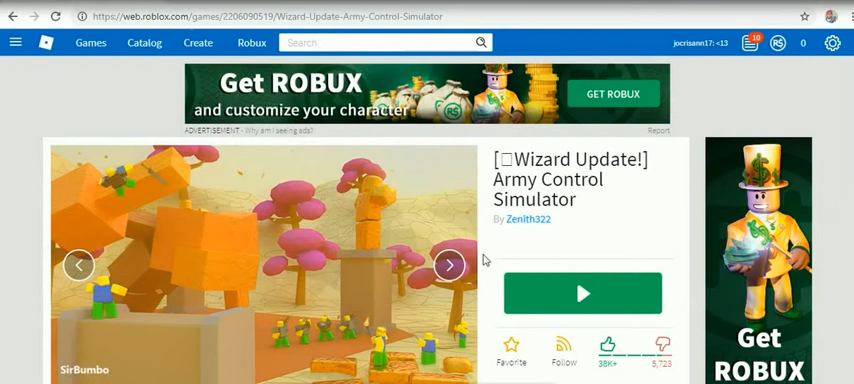 https://web.roblox.com/games/2206090519/Wizard-Update-Army-Control-Simulator
Games Catalog Create Robux Search jocrisann17: <13 10 0
Get ROBUX
and customize your character
GET ROBUX
ADVERTISEMENT - Why am I seeing ads? Report
[□Wizard Update!]
Army Control
Simulator
By Zenith322
SirBumbo
Favorite Follow 38K+ 5,723
Get
ROBUX